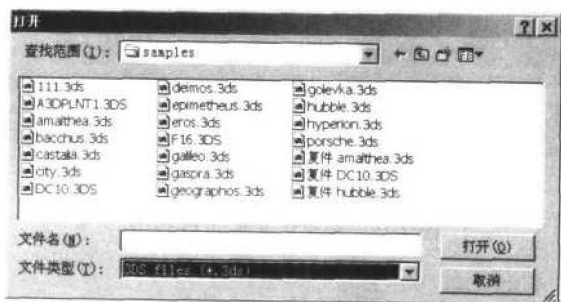 打开
查找范围(I): samples
111.3ds
A3DPLNT1.3DS
amalthea.3ds
bacchus.3ds
castalia.3ds
city.3ds
DC10.3DS
deimos.3ds
epimetheus.3ds
eros.3ds
F16.3DS
galileo.3ds
gaspra.3ds
geographos.3ds
golevka.3ds
hubble.3ds
hyperion.3ds
porsche.3ds
复件 amalthea.3ds
复件 DC10.3DS
复件 hubble.3ds
文件名(N):
打开(O)
文件类型(T): 3DS files (*.3ds)
取消